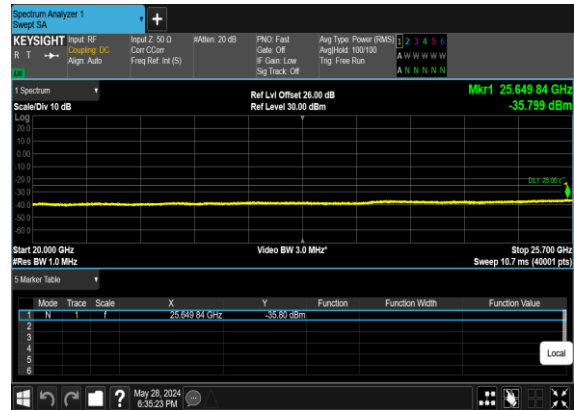 Spectrum Analyzer 1
Swept SA
+
KEYSIGHT Input: RF Input Z: 50 Ω #Atten: 20 dB PNO: Fast Avg Type: Power (RMS) 1 2 3 4 5 6
R T Coupling: DC Corr CCorr Gate: Off Avg|Hold: 100/100 A W W W W W
Align: Auto Freq Ref: Int (S) IF Gain: Low Trig: Free Run
LW Sig Track: Off A N N N N N
1 Spectrum Ref Lvl Offset 26.00 dB Mkr1 25.649 84 GHz
Scale/Div 10 dB Ref Level 30.00 dBm -35.799 dBm
Log
20.0
10.0
0.00
-10.0
-20.0 DL1 -25.00
-30.0
-40.0
-50.0
-60.0
Start 20.000 GHz Video BW 3.0 MHz* Stop 25.700 GHz
#Res BW 1.0 MHz Sweep 10.7 ms (40001 pts)
5 Marker Table
Mode Trace Scale X Y Function Function Width Function Value
1 N 1 f 25.649 84 GHz -35.80 dBm
2
3
4
5
6
Local
? May 28, 2024
6:35:23 PM